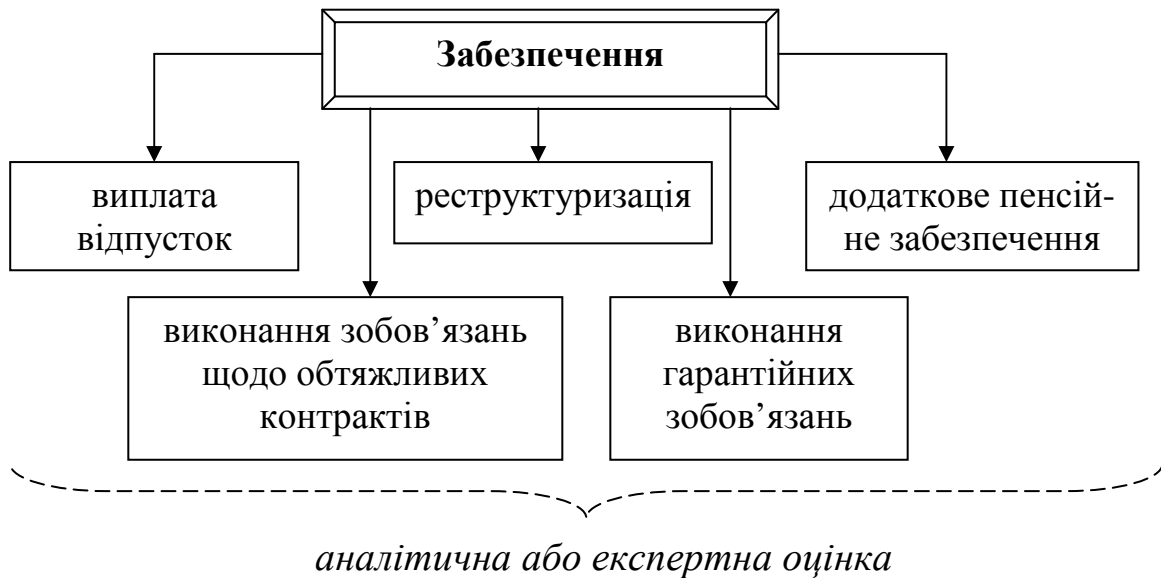 Забезпечення
виплата
відпусток
реструктуризація
додаткове пенсій-
не забезпечення
виконання зобов’язань
щодо обтяжливих
контрактів
виконання
гарантійних
зобов’язань
аналітична або експертна оцінка